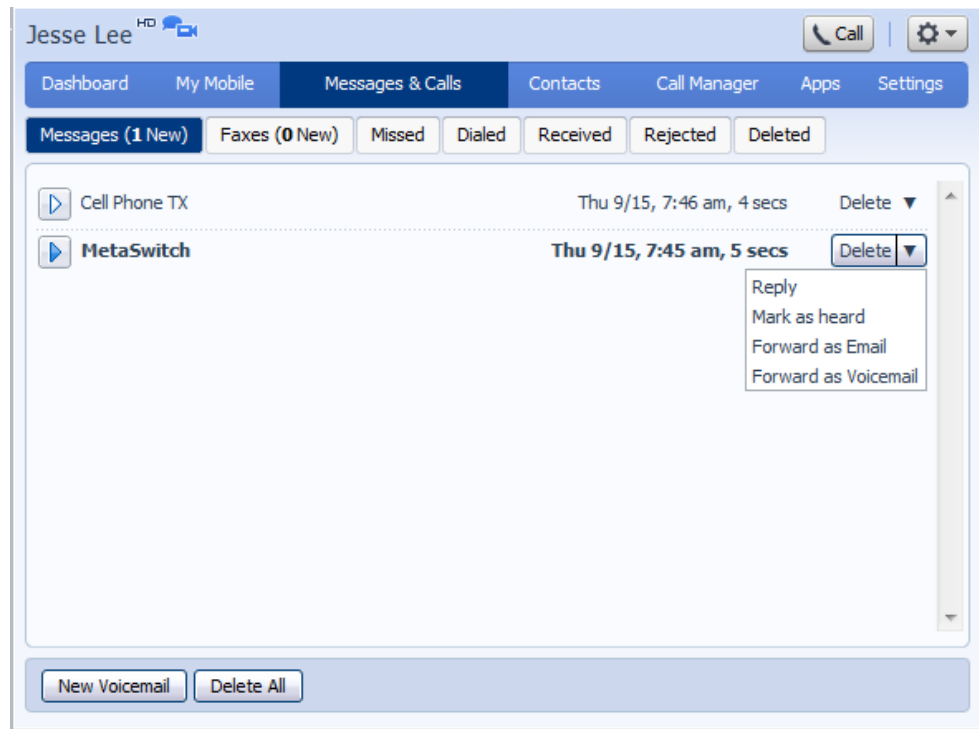 Jesse Lee HD Call
Dashboard My Mobile Messages & Calls Contacts Call Manager Apps Settings
Messages (1 New) Faxes (0 New) Missed Dialed Received Rejected Deleted
Cell Phone TX Thu 9/15, 7:46 am, 4 secs Delete ▼
MetaSwitch Thu 9/15, 7:45 am, 5 secs Delete ▼
Reply
Mark as heard
Forward as Email
Forward as Voicemail
New Voicemail Delete All